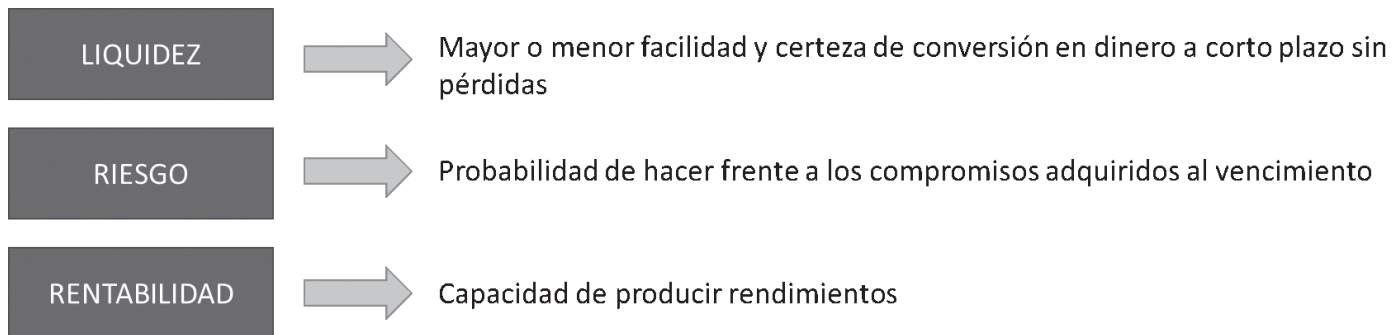 LIQUIDEZ
Mayor o menor facilidad y certeza de conversión en dinero a corto plazo sin
pérdidas
RIESGO
Probabilidad de hacer frente a los compromisos adquiridos al vencimiento
RENTABILIDAD
Capacidad de producir rendimientos